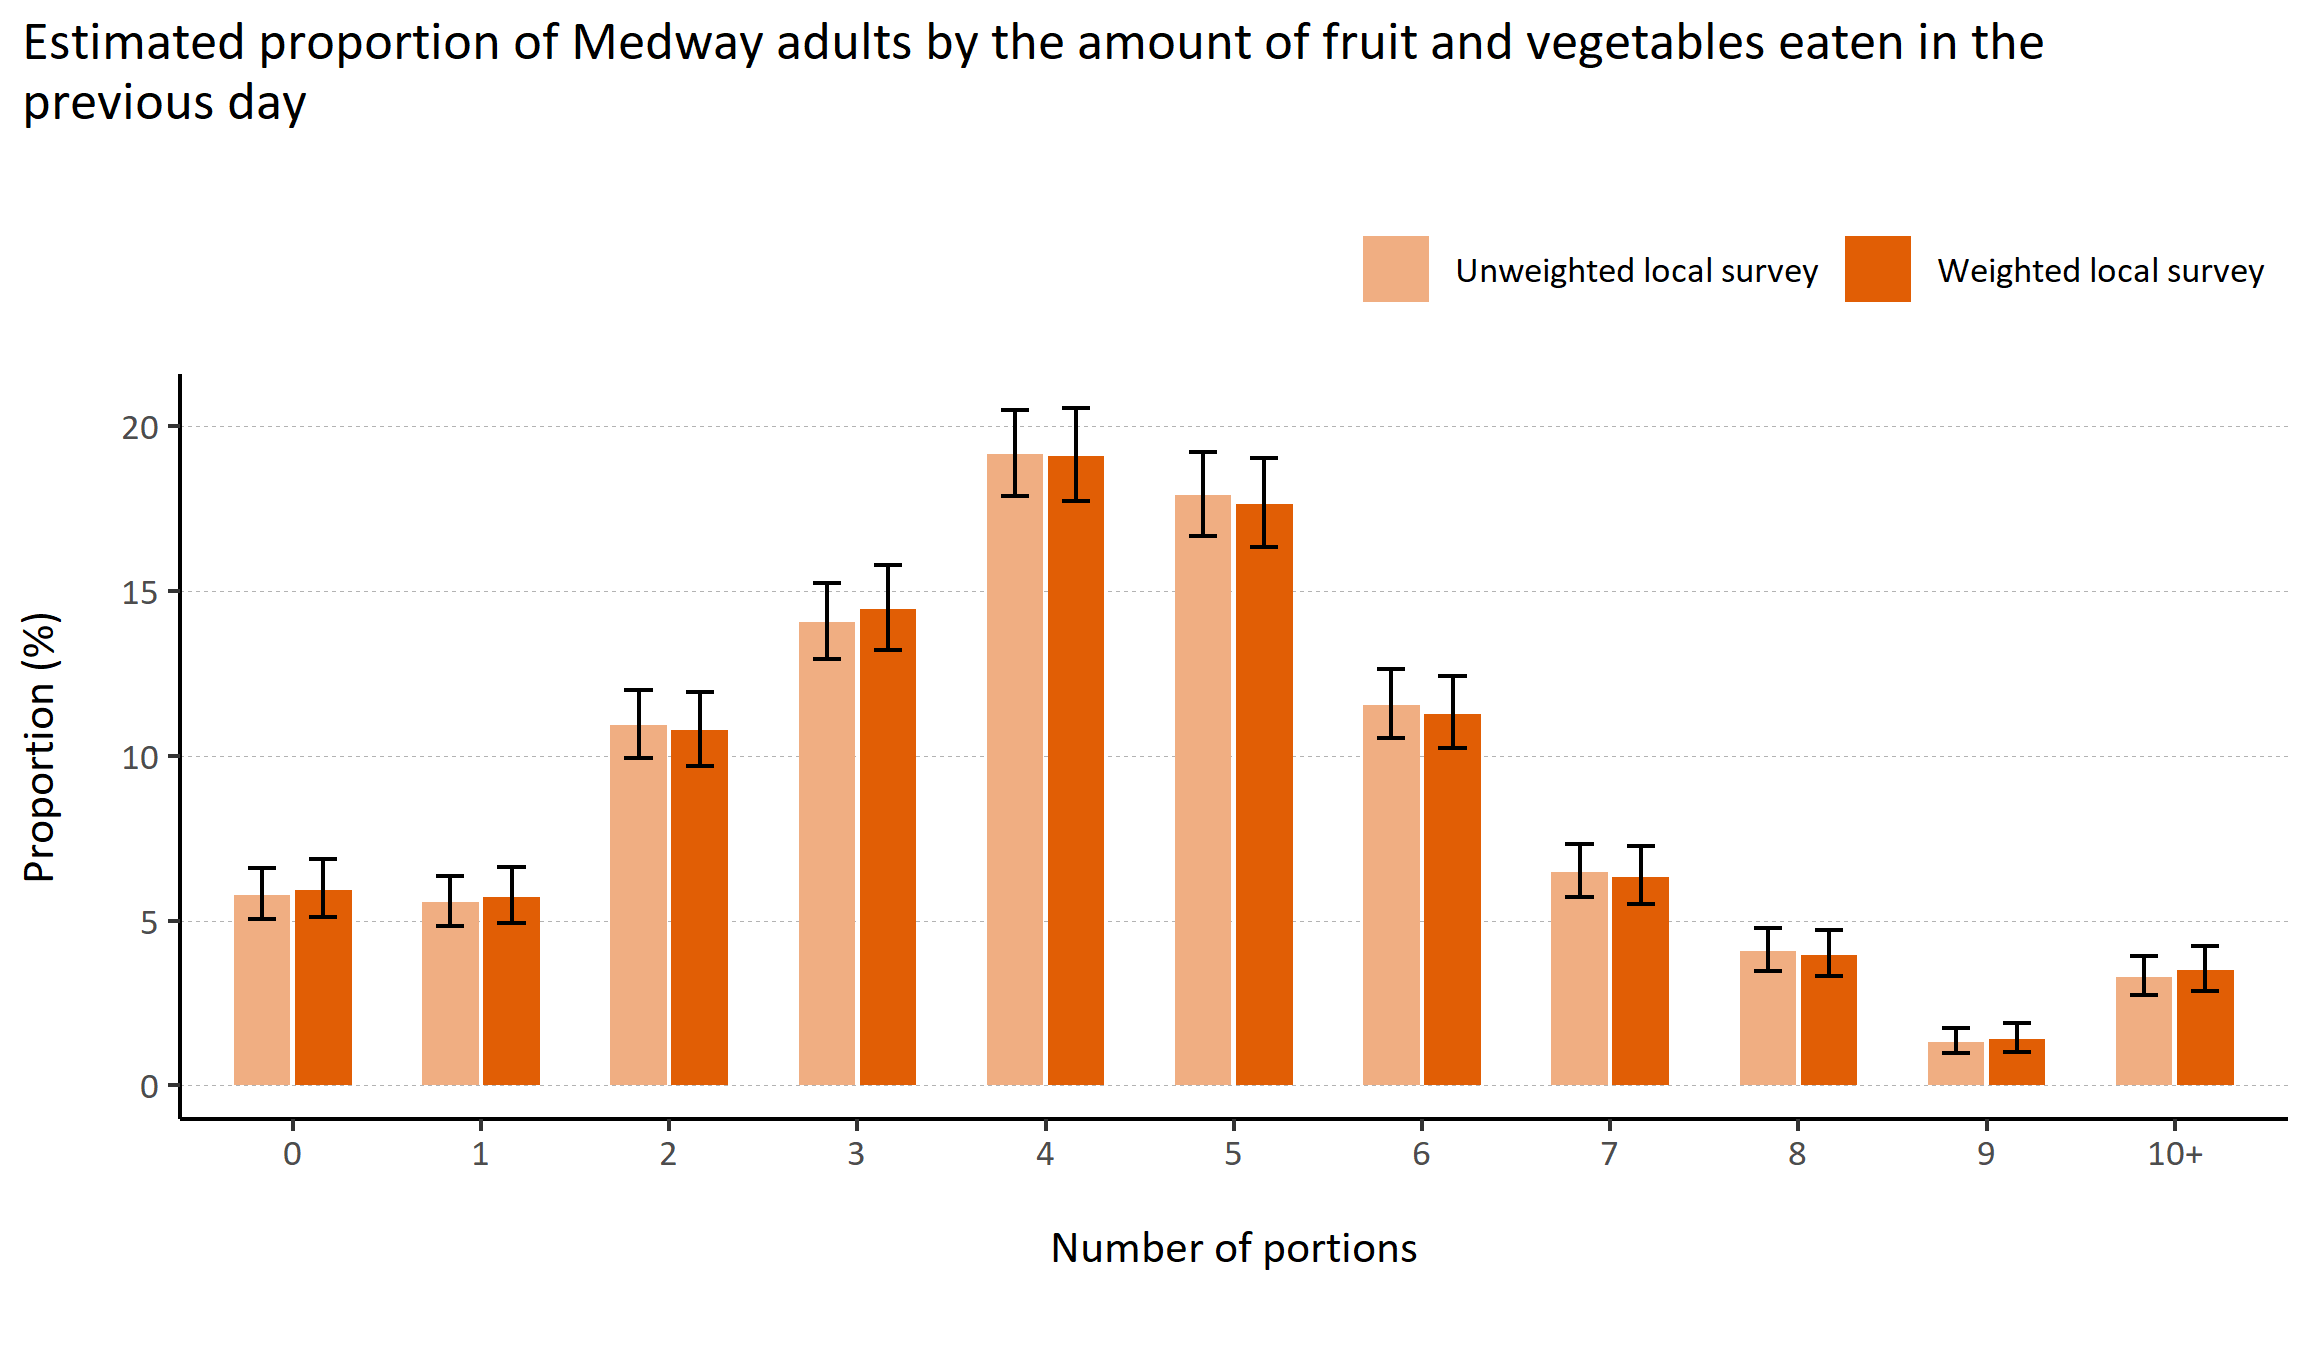 Estimated proportion of Medway adults by the amount of fruit and vegetables eaten in the
previous day
Unweighted local survey
Weighted local survey
Proportion (%)
20
15
10
5
0
0 1 2 3 4 5 6 7 8 9 10+
Number of portions